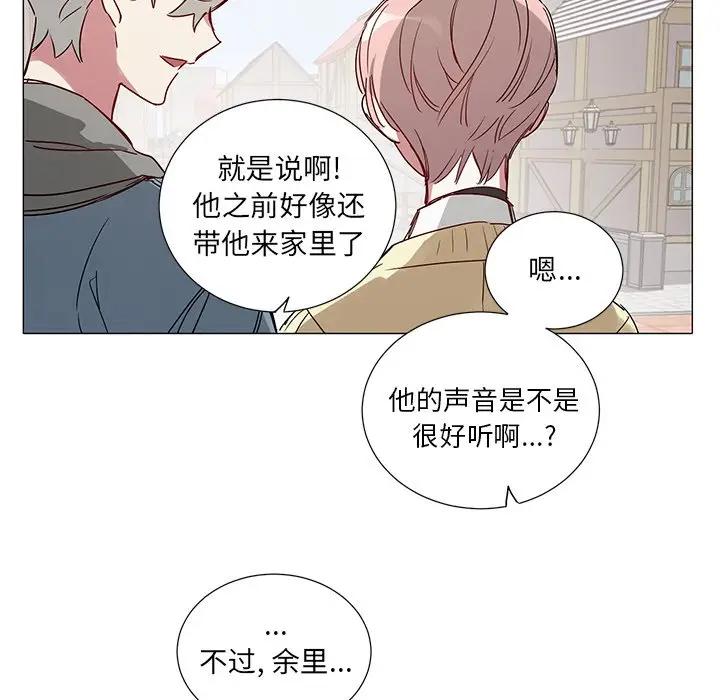 就是说啊!
他之前好像还
带他来家里了
嗯...
他的声音是不是
很好听啊...?
...
不过, 余里...